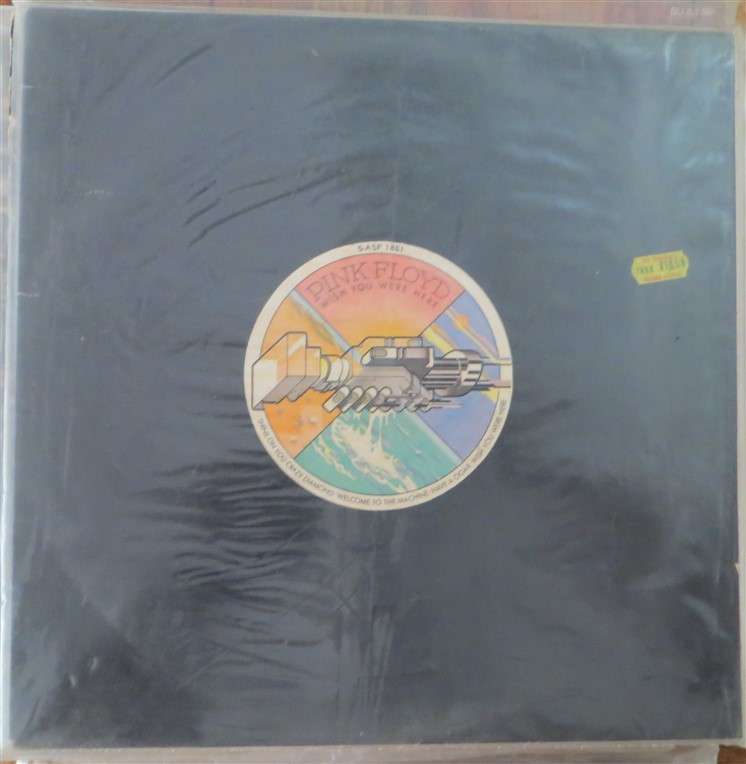 S-ASF 1861
PINK FLOYD
WISH YOU WERE HERE
SHINE ON YOU CRAZY DIAMOND · WELCOME TO THE MACHINE · HAVE A CIGAR · WISH YOU WERE HERE